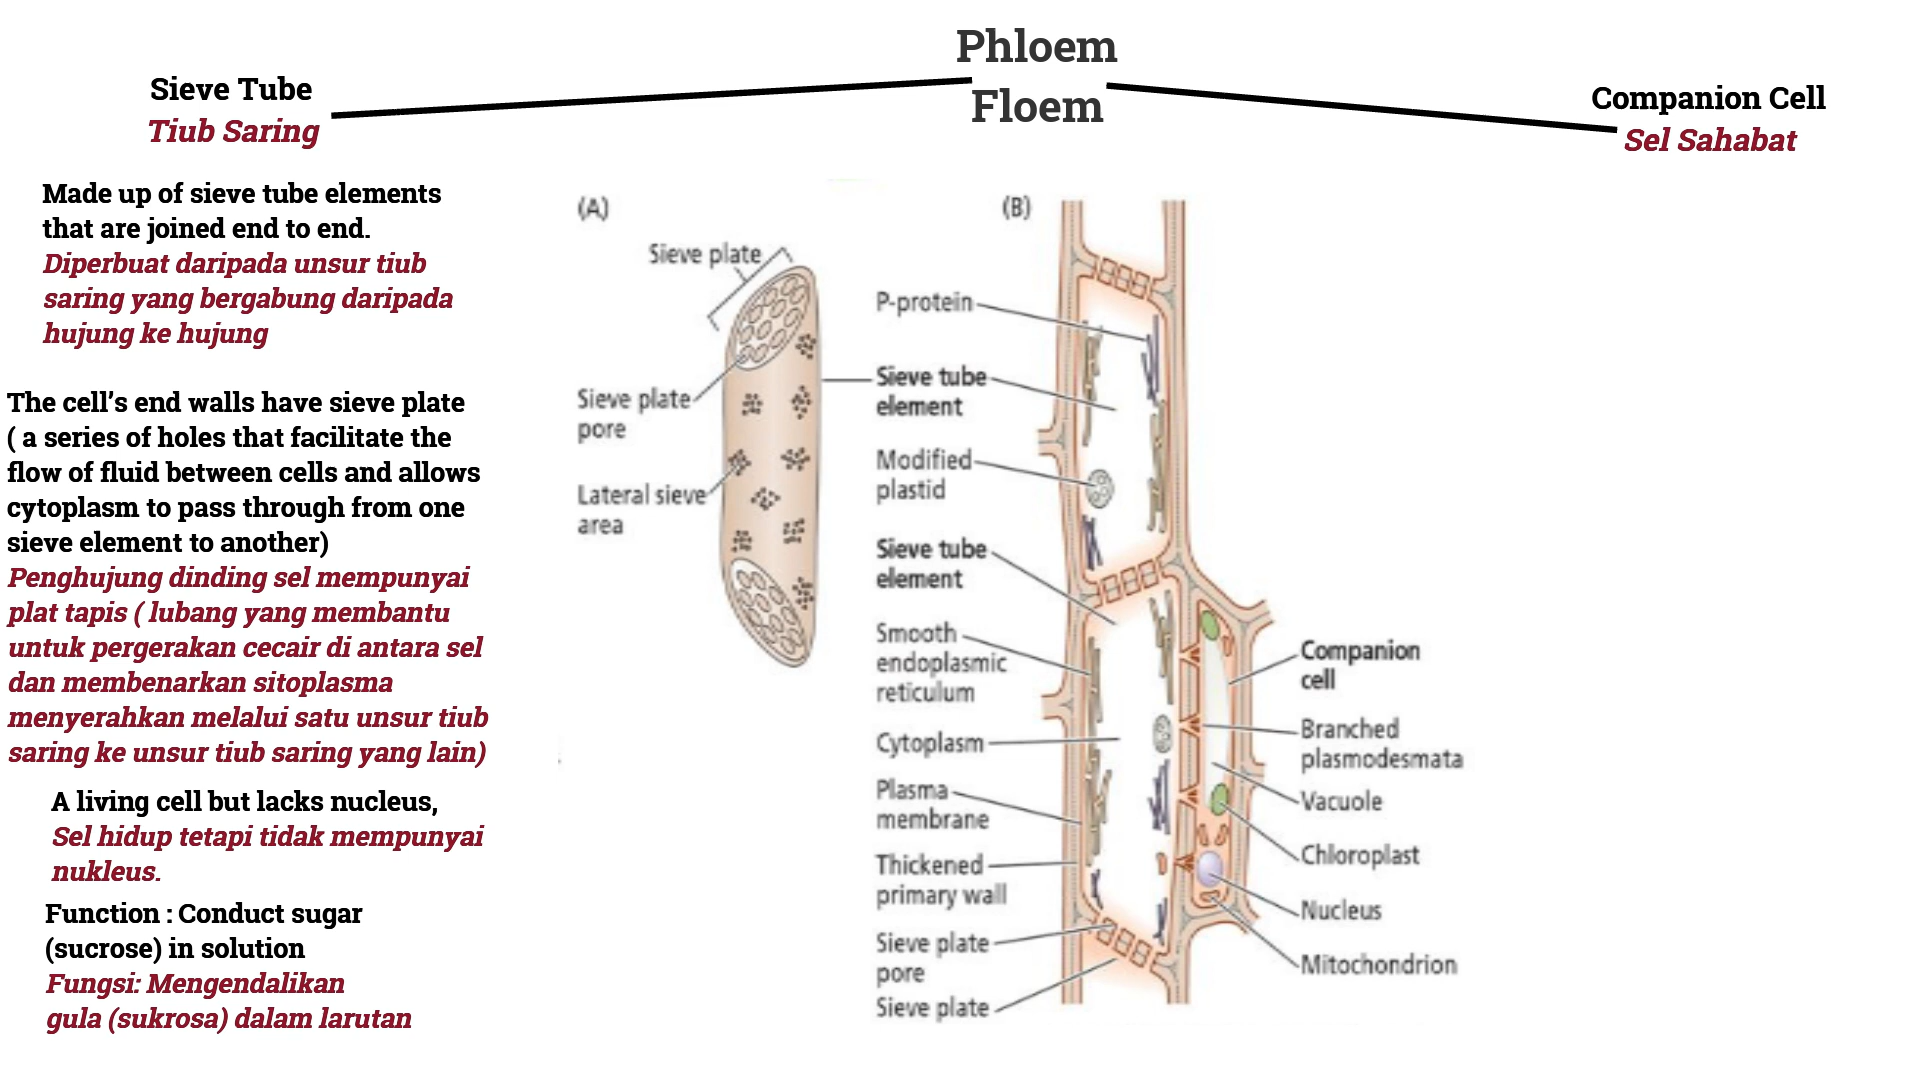 Phloem
Floem
Sieve Tube
Tiub Saring
Companion Cell
Sel Sahabat
Made up of sieve tube elements
that are joined end to end.
Diperbuat daripada unsur tiub
saring yang bergabung daripada
hujung ke hujung
The cell's end walls have sieve plate
( a series of holes that facilitate the
flow of fluid between cells and allows
cytoplasm to pass through from one
sieve element to another)
Penghujung dinding sel mempunyai
plat tapis ( lubang yang membantu
untuk pergerakan cecair di antara sel
dan membenarkan sitoplasma
menyerahkan melalui satu unsur tiub
saring ke unsur tiub saring yang lain)
A living cell but lacks nucleus,
Sel hidup tetapi tidak mempunyai
nukleus.
Function : Conduct sugar
(sucrose) in solution
Fungsi: Mengendalikan
gula (sukrosa) dalam larutan
(A)
Sieve plate
Sieve plate
pore
Lateral sieve
area
(B)
P-protein
Sieve tube
element
Modified
plastid
Sieve tube
element
Smooth
endoplasmic
reticulum
Cytoplasm
Plasma
membrane
Thickened
primary wall
Sieve plate
pore
Sieve plate
Companion
cell
Branched
plasmodesmata
Vacuole
Chloroplast
Nucleus
Mitochondrion